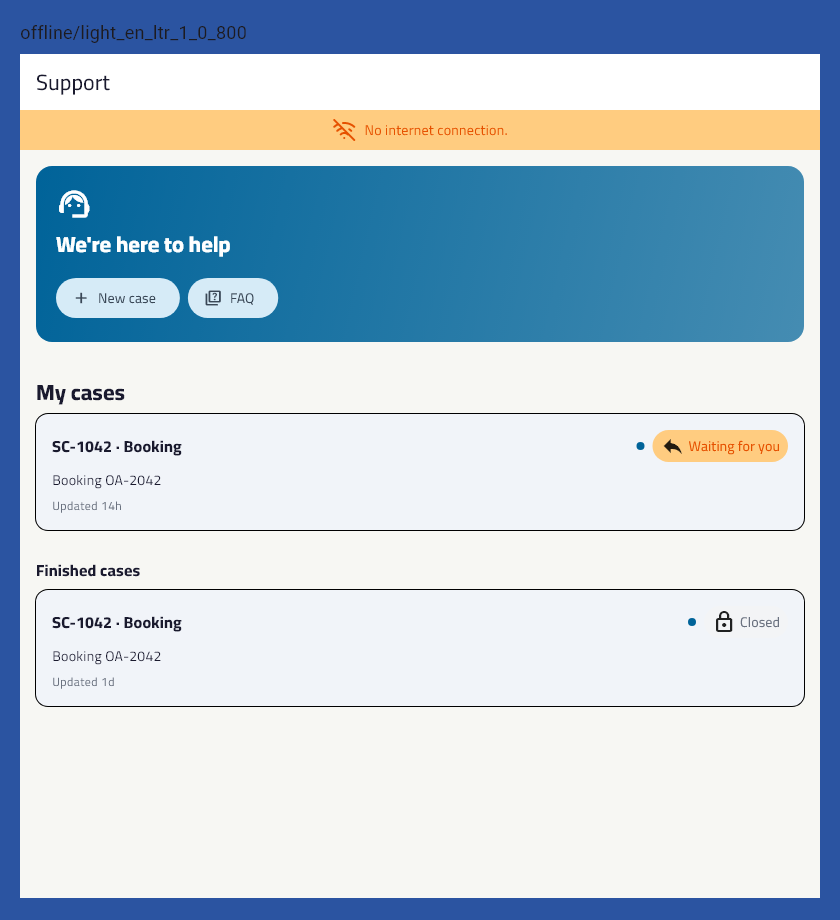 offline/light_en_ltr_1_0_800
Support
No internet connection.
We're here to help
New case
FAQ
My cases
SC-1042 · Booking
Waiting for you
Booking OA-2042
Updated 14h
Finished cases
SC-1042 · Booking
Closed
Booking OA-2042
Updated 1d